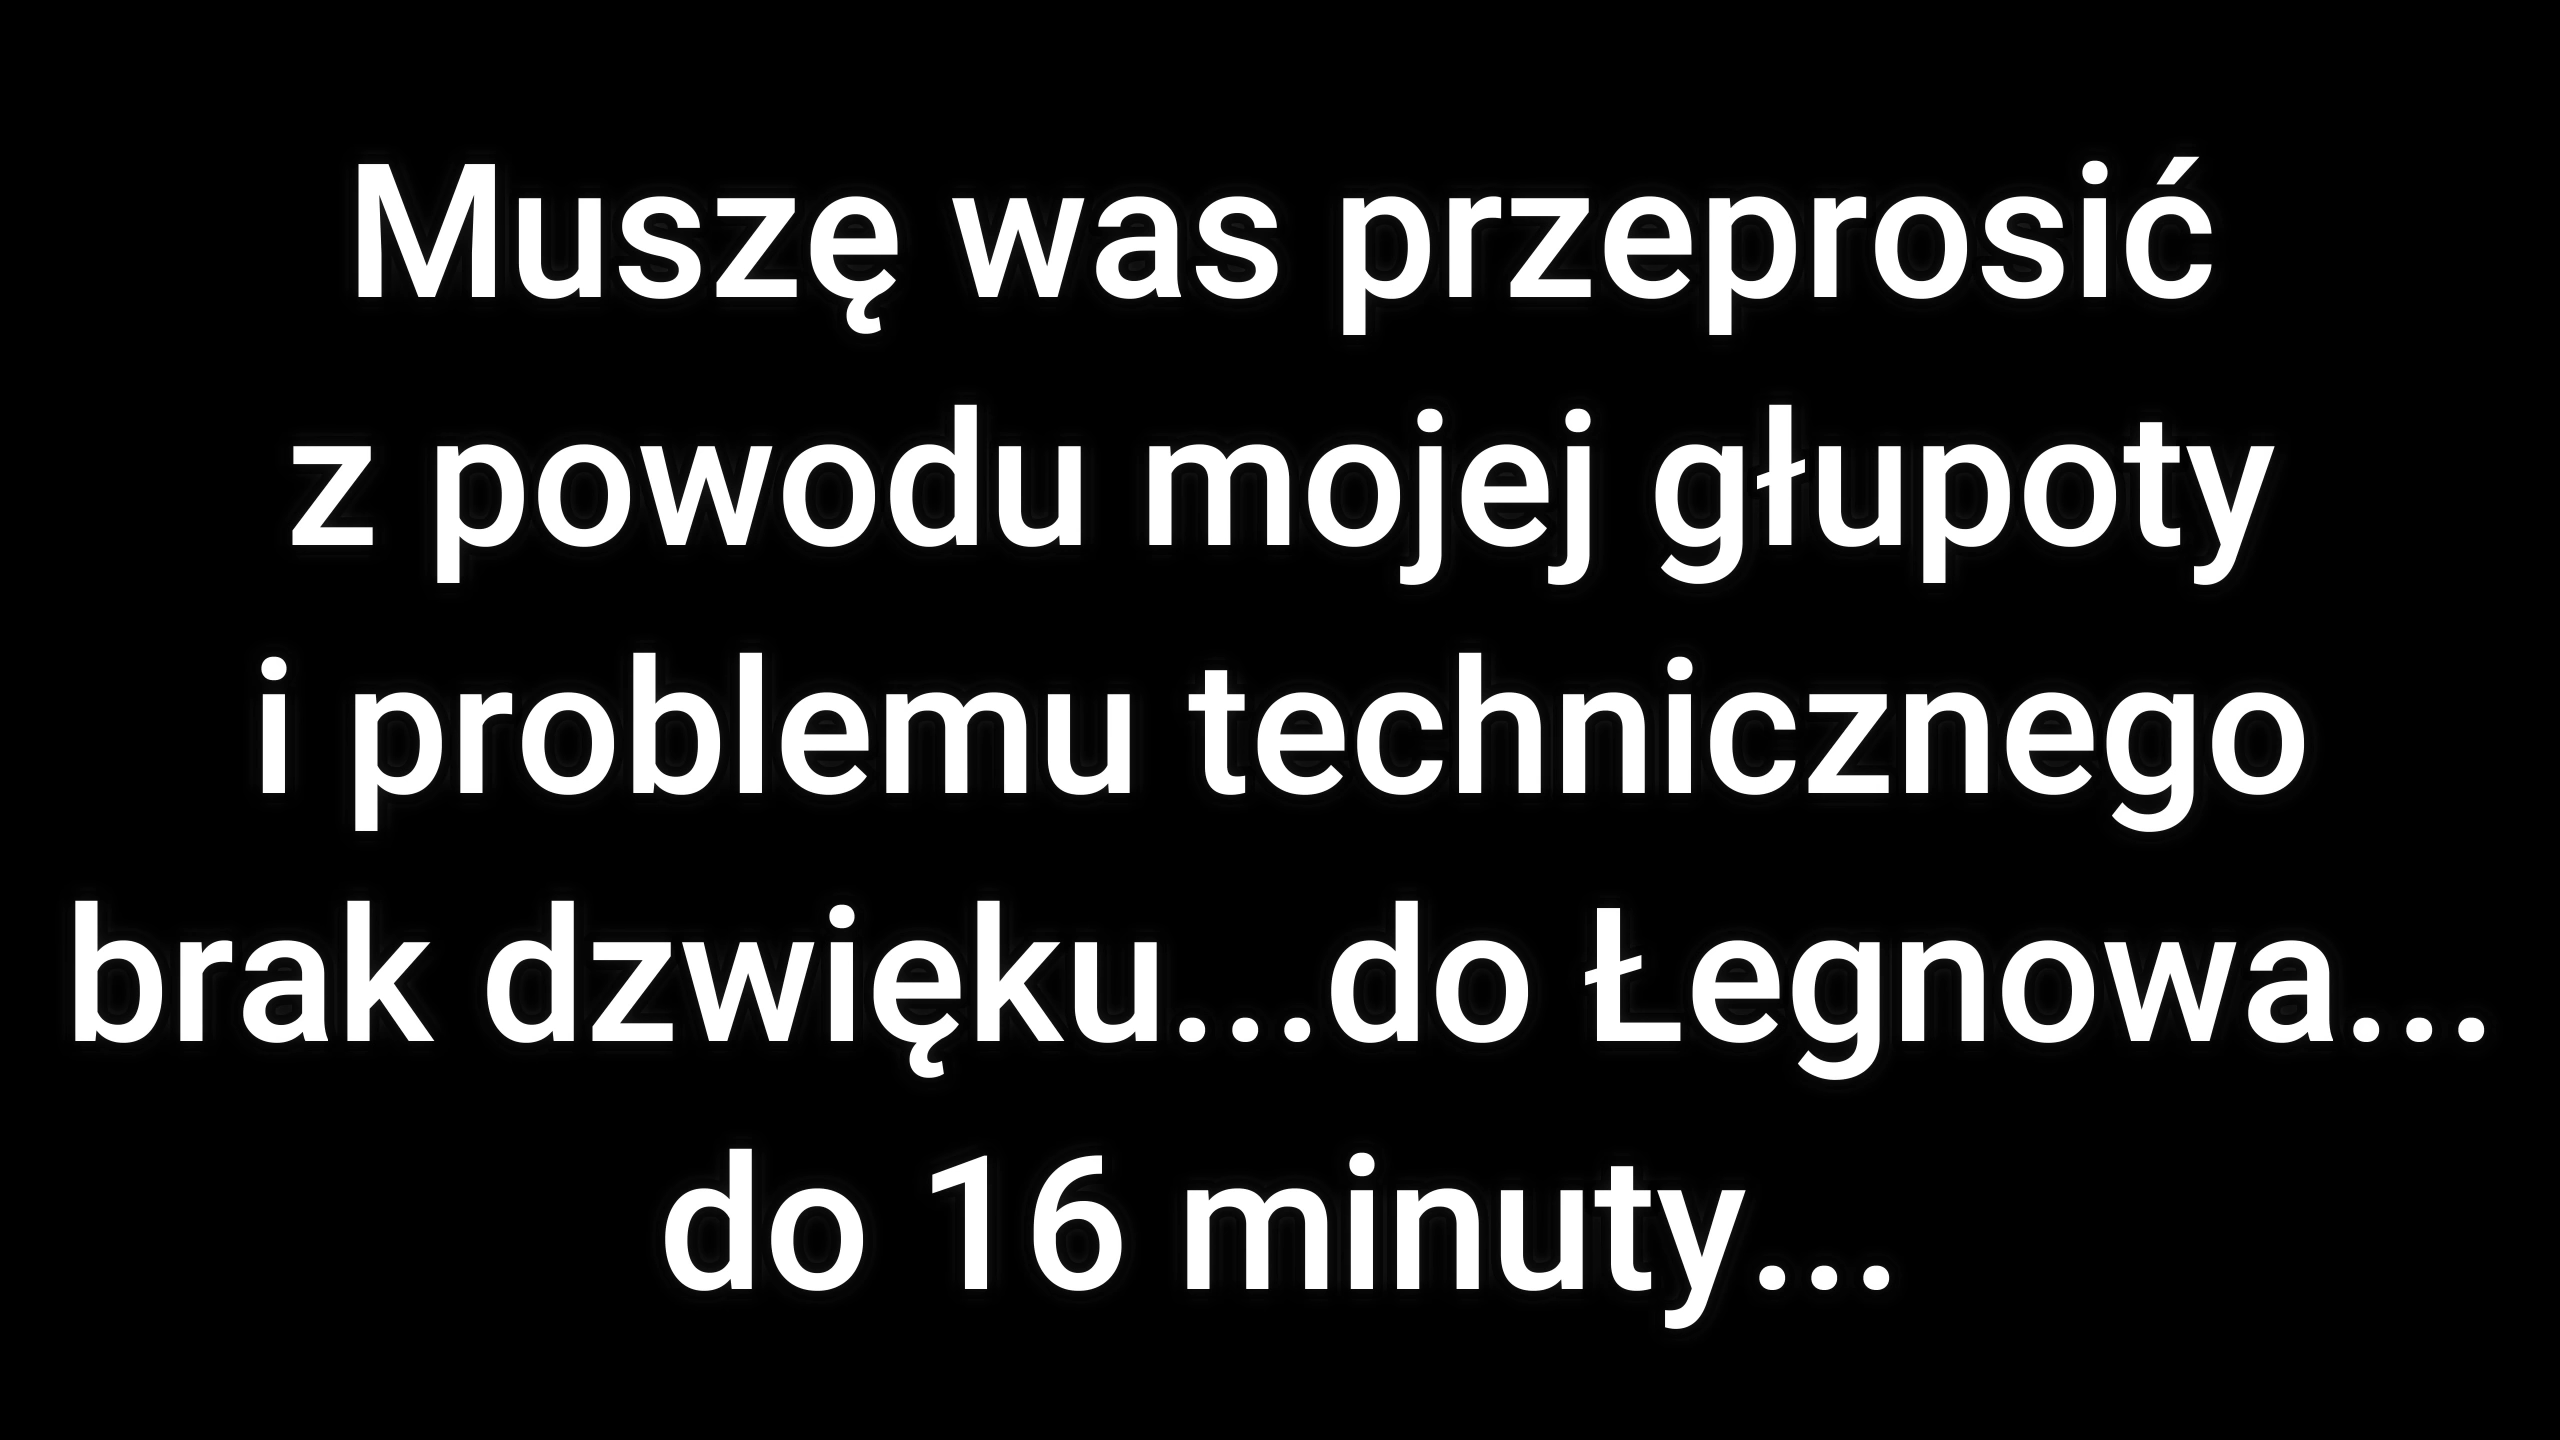 Muszę was przeprosić
z powodu mojej głupoty
i problemu technicznego
brak dzwięku...do Łegnowa...
do 16 minuty...